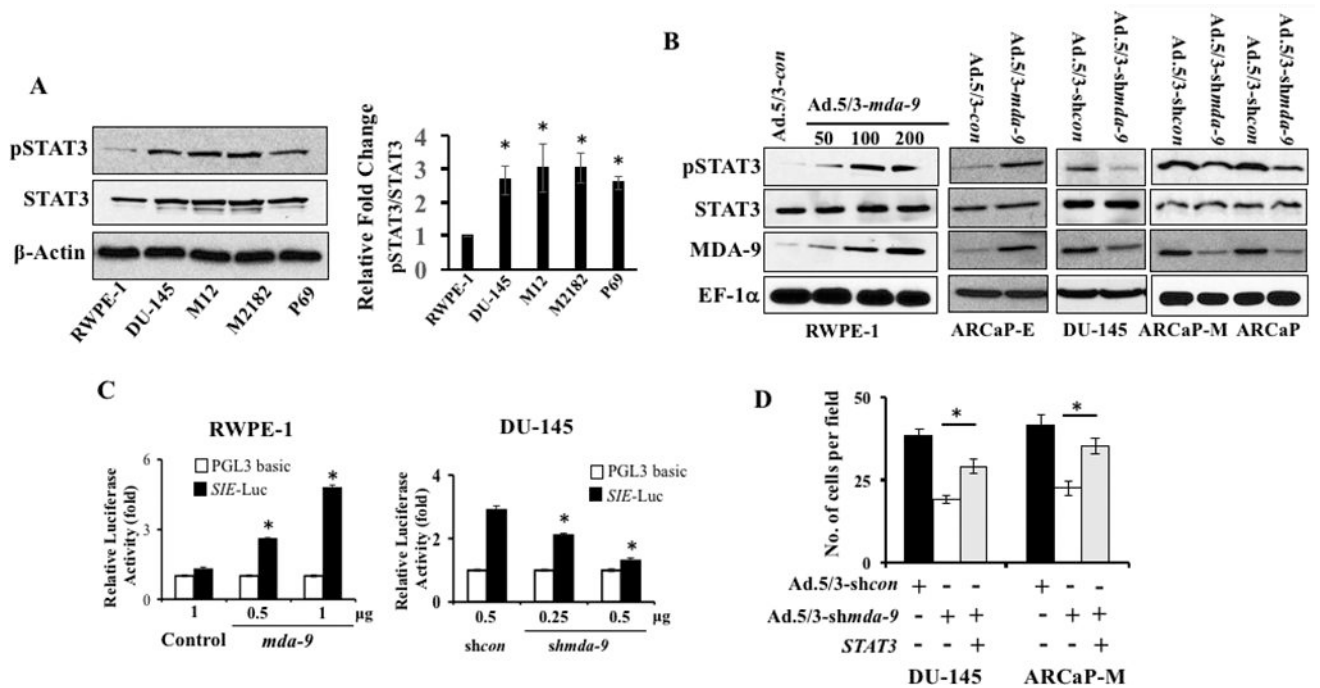 A
pSTAT3
STAT3
β-Actin
RWPE-1
DU-145
M12
M2182
P69
Relative Fold Change
pSTAT3/STAT3
4
3
2
1
0
*
*
*
*
RWPE-1
DU-145
M12
M2182
P69
B
Ad.5/3-con
Ad.5/3-mda-9
50 100 200
Ad.5/3-con
Ad.5/3-mda-9
Ad.5/3-shcon
Ad.5/3-shmda-9
Ad.5/3-shcon
Ad.5/3-shmda-9
Ad.5/3-shcon
Ad.5/3-shmda-9
pSTAT3
STAT3
MDA-9
EF-1α
RWPE-1 ARCaP-E DU-145 ARCaP-M ARCaP
C
RWPE-1
Relative Luciferase
Activity (fold)
6
3
0
PGL3 basic
SIE-Luc
*
*
1 0.5 1 µg
Control mda-9
DU-145
Relative Luciferase
Activity (fold)
4
2
0
PGL3 basic
SIE-Luc
*
*
0.5 0.25 0.5 µg
shcon shmda-9
D
No. of cells per field
50
25
0
* *
Ad.5/3-shcon + - - + - -
Ad.5/3-shmda-9 - + + - + +
STAT3 - - + - - +
DU-145 ARCaP-M